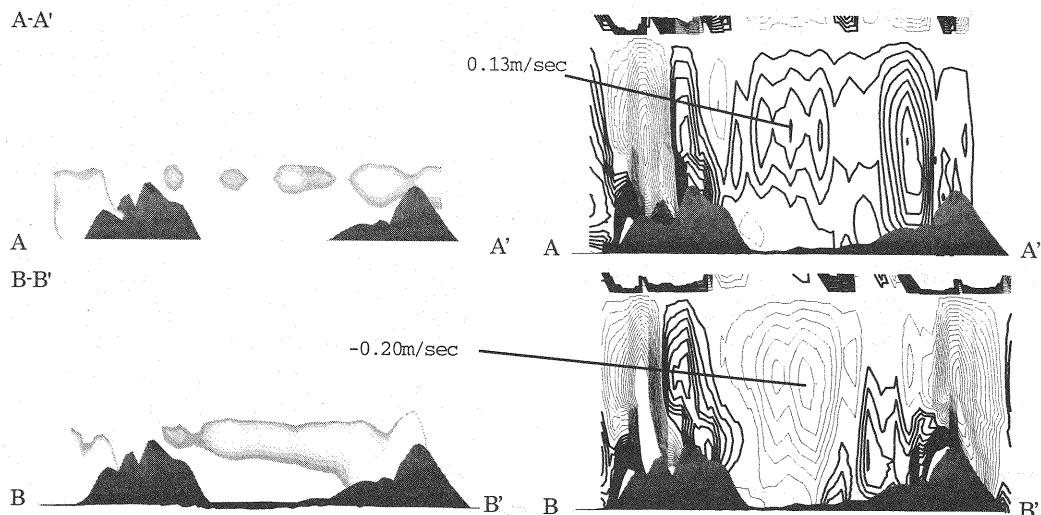 A-A'
0.13m/sec
A A' A A'
B-B'
-0.20m/sec
B B' B B'